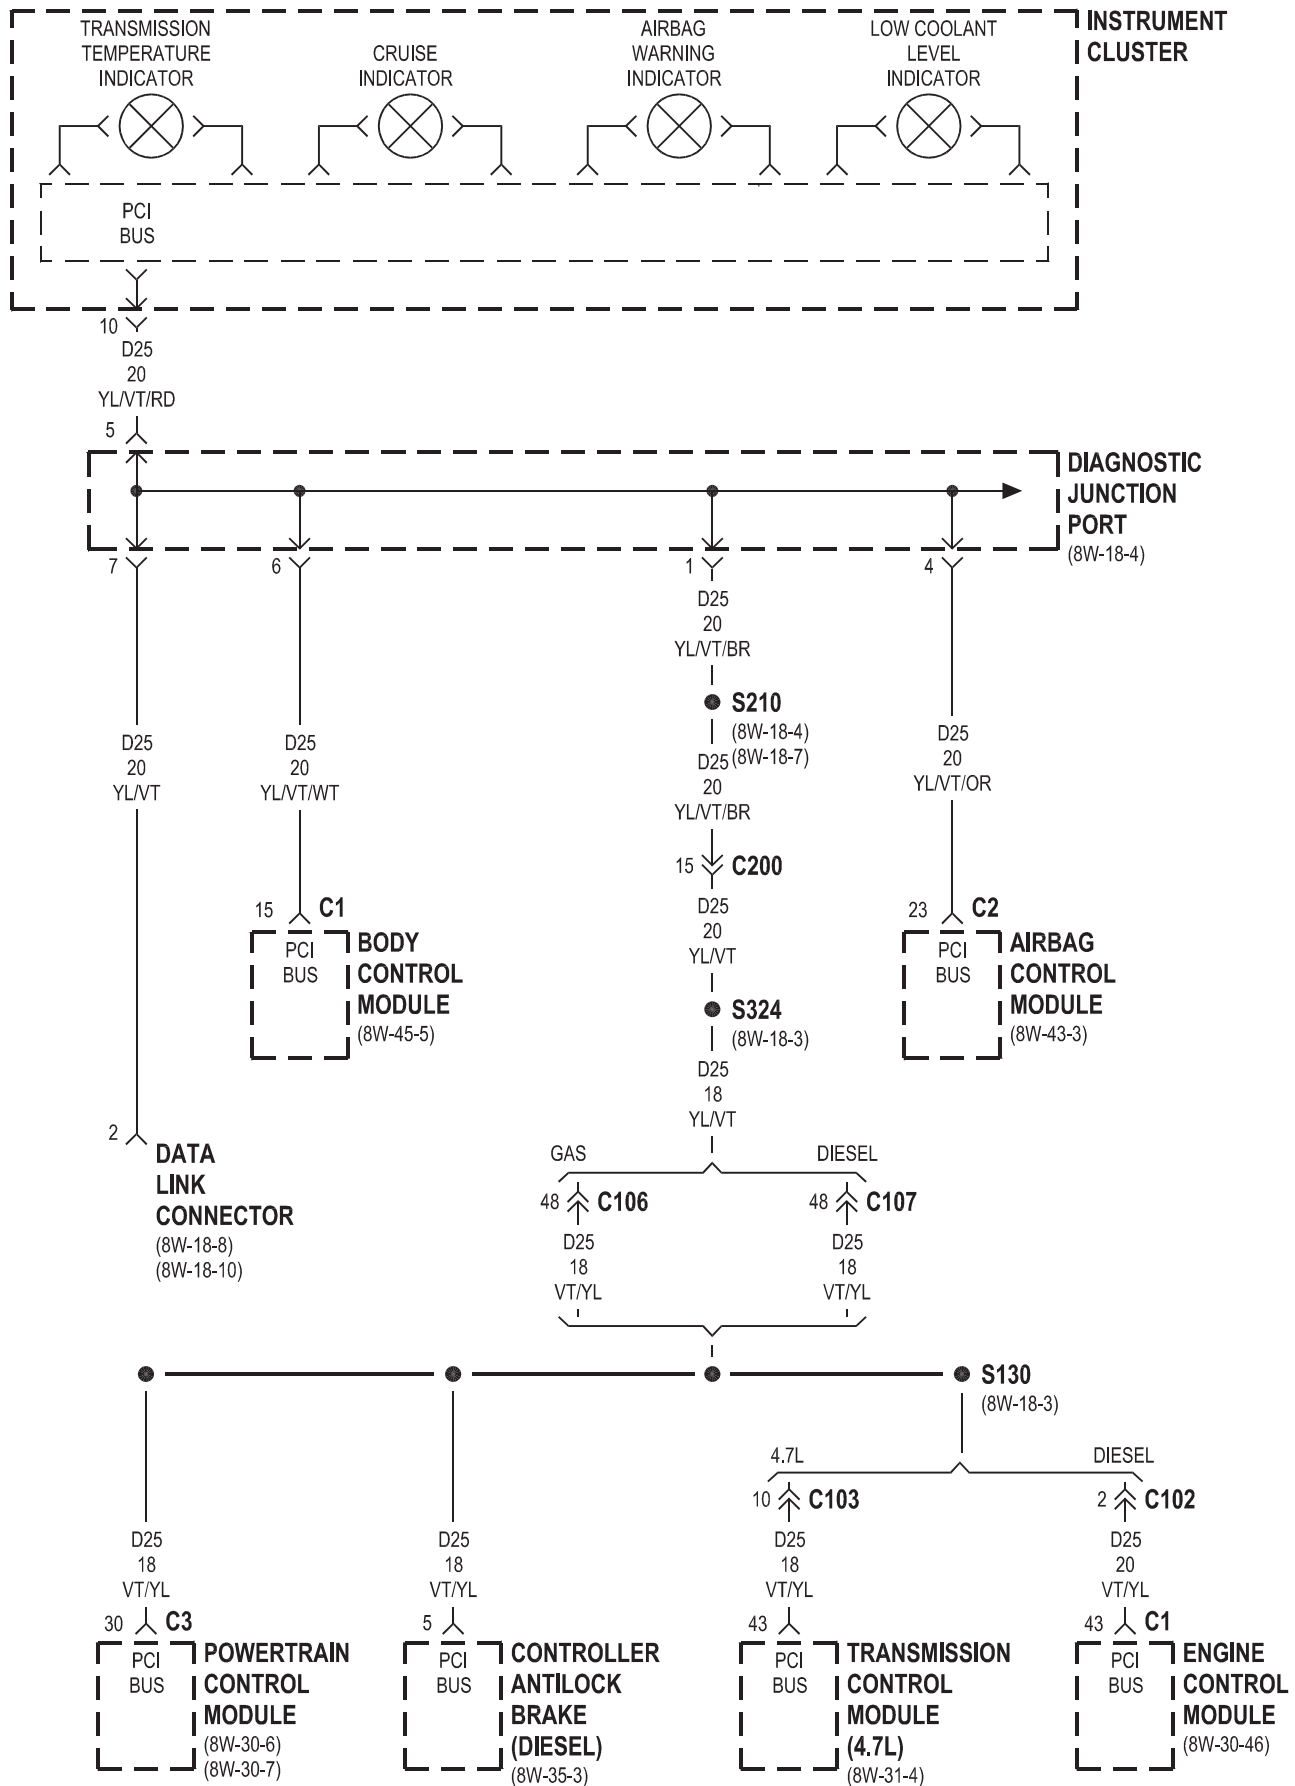 INSTRUMENT
CLUSTER
TRANSMISSION
TEMPERATURE
INDICATOR
CRUISE
INDICATOR
AIRBAG
WARNING
INDICATOR
LOW COOLANT
LEVEL
INDICATOR
PCI
BUS
10
D25
20
YL/VT/RD
5
DIAGNOSTIC
JUNCTION
PORT
(8W-18-4)
7
6
1
4
D25
20
YL/VT/BR
S210
(8W-18-4)
(8W-18-7)
D25
20
YL/VT
D25
20
YL/VT/WT
D25
20
YL/VT/BR
D25
20
YL/VT/OR
15
C200
D25
20
YL/VT
15
C1
PCI
BUS
BODY
CONTROL
MODULE
(8W-45-5)
23
C2
PCI
BUS
AIRBAG
CONTROL
MODULE
(8W-43-3)
S324
(8W-18-3)
D25
18
YL/VT
2
DATA
LINK
CONNECTOR
(8W-18-8)
(8W-18-10)
GAS
DIESEL
48
C106
48
C107
D25
18
VT/YL
D25
18
VT/YL
S130
(8W-18-3)
4.7L
DIESEL
10
C103
2
C102
D25
18
VT/YL
D25
18
VT/YL
D25
18
VT/YL
D25
20
VT/YL
30
C3
PCI
BUS
POWERTRAIN
CONTROL
MODULE
(8W-30-6)
(8W-30-7)
5
PCI
BUS
CONTROLLER
ANTILOCK
BRAKE
(DIESEL)
(8W-35-3)
43
PCI
BUS
TRANSMISSION
CONTROL
MODULE
(4.7L)
(8W-31-4)
43
C1
PCI
BUS
ENGINE
CONTROL
MODULE
(8W-30-46)